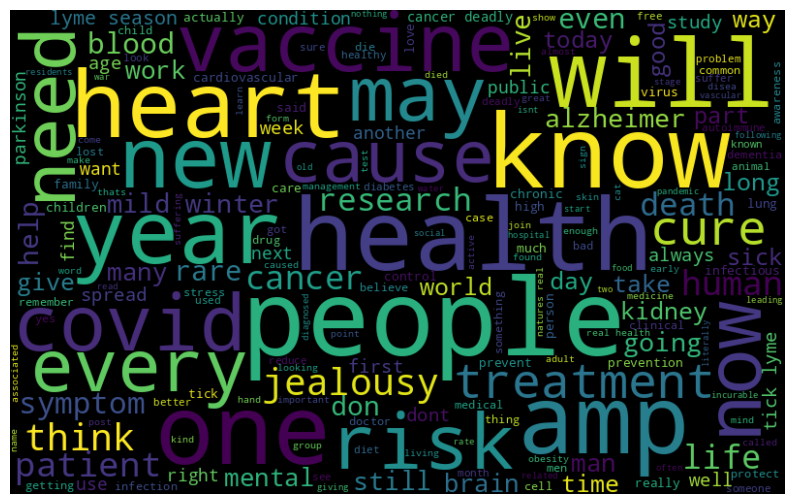 lyme season
actually
condition
cancer deadly
nothing
show
free
study
way
child
blood
vaccine
sure
die
love
even
almost
look
healthy
live
today
good
problem
common
residents
age
work
cardiovascular
public
virus
suffer
disea
stage
vascular
war
died
deadly
great
isnt
awareness
parkinson
need
heart
may
will
learn
form
said
week
another
alzheimer
part
autoimmune
following
come
lost
make
want
new
cause
know
old
test
known
dementia
animal
family
thats
care
management
diabetes
chronic
cat
sign
pandemic
long
children
mild winter
research
high
skin
start
death
lung
help
find
suffering
got
drug
case
join
hospital
enough
bad
cure
year
health
social
active
water
word
next
caused
found
much
always
sick
give
many
rare
cancer
world
day
take
food
early
infectious
human
remember
stress
used
believe
control
two
medicine
leading
read
spread
yes
covid
people
diagnosed
point
something
person
natures real
real health
clinical
kidney
going
now
reduce
first
prevent
prevention
literally
associated
every
looking
jealousy
adult
treatment
tick lyme
better
tick
hand
important
medical
incurable
symptom
don
dont
thing
name
post
kind
one
group
doctor
risk
amp
mind
think
diet
living
rate
obesity
man
life
called
patient
right
mental
see
still
brain
month
men
time
really
well
often
protect
getting
use
infection
giving
related
cell
someone